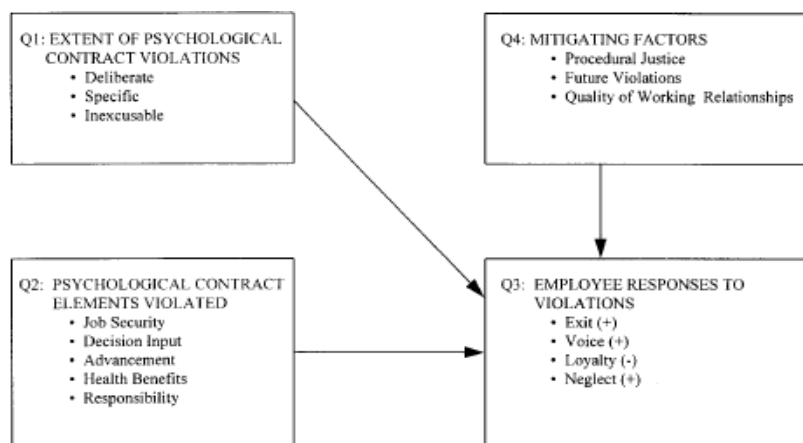 Q1: EXTENT OF PSYCHOLOGICAL
CONTRACT VIOLATIONS
• Deliberate
• Specific
• Inexcusable
Q4: MITIGATING FACTORS
• Procedural Justice
• Future Violations
• Quality of Working Relationships
Q2: PSYCHOLOGICAL CONTRACT
ELEMENTS VIOLATED
• Job Security
• Decision Input
• Advancement
• Health Benefits
• Responsibility
Q3: EMPLOYEE RESPONSES TO
VIOLATIONS
• Exit (+)
• Voice (+)
• Loyalty (-)
• Neglect (+)